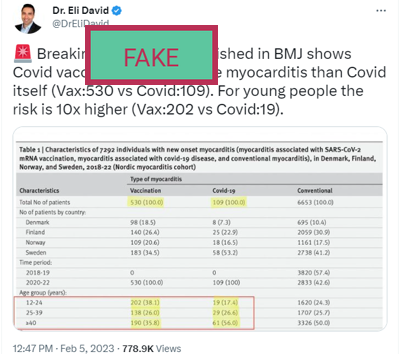 Dr. Eli David
@DrEliDavid
Breakin FAKE ished in BMJ shows
Covid vacc e myocarditis than Covid
itself (Vax:530 vs Covid:109). For young people the
risk is 10x higher (Vax:202 vs Covid:19).
Table 1 | Characteristics of 7292 individuals with new onset myocarditis (myocarditis associated with SARS-CoV-2
mRNA vaccination, myocarditis associated with covid-19 disease, and conventional myocarditis), in Denmark, Finland,
Norway, and Sweden, 2018-22 (Nordic myocarditis cohort)
Type of myocarditis
Characteristics Vaccination Covid-19 Conventional
Total No of patients 530 (100.0) 109 (100.0) 6653 (100.0)
No of patients by country:
Denmark 98 (18.5) 8 (7.3) 695 (10.4)
Finland 140 (26.4) 25 (22.9) 2059 (30.9)
Norway 109 (20.6) 18 (16.5) 1161 (17.5)
Sweden 183 (34.5) 58 (53.2) 2738 (41.2)
Time period:
2018-19 0 0 3820 (57.4)
2020-22 530 (100.0) 109 (100) 2833 (42.6)
Age group (years):
12-24 202 (38.1) 19 (17.4) 1620 (24.3)
25-39 138 (26.0) 29 (26.6) 1707 (25.7)
≥40 190 (35.8) 61 (56.0) 3326 (50.0)
12:47 PM · Feb 5, 2023 · 778.9K Views